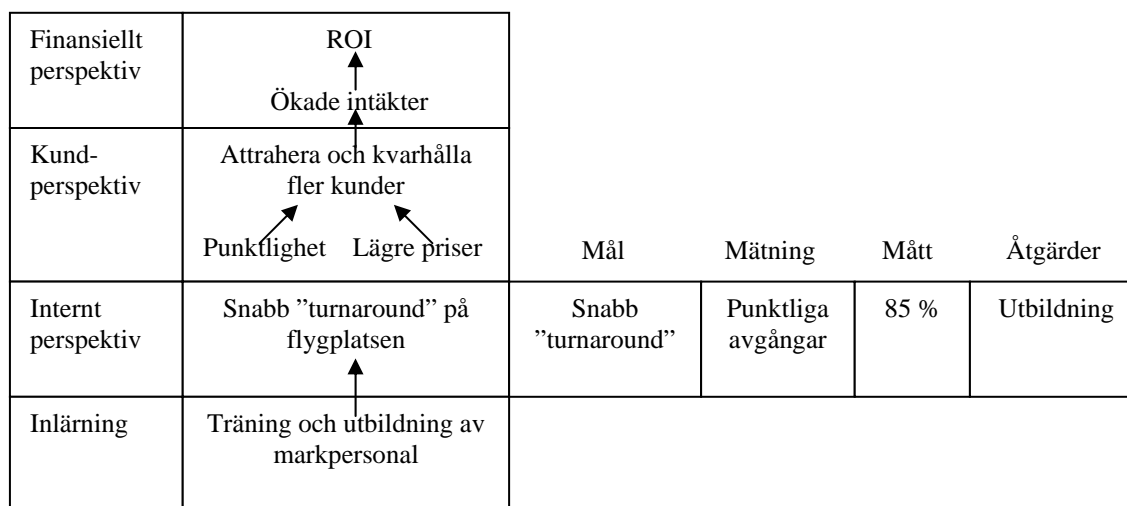 Finansiellt
perspektiv
ROI
Ökade intäkter
Kund-
perspektiv
Attrahera och kvarhålla
fler kunder
Punktlighet
Lägre priser
Mål
Mätning
Mått
Åtgärder
Internt
perspektiv
Snabb ”turnaround” på
flygplatsen
Snabb
”turnaround”
Punktliga
avgångar
85 %
Utbildning
Inlärning
Träning och utbildning av
markpersonal